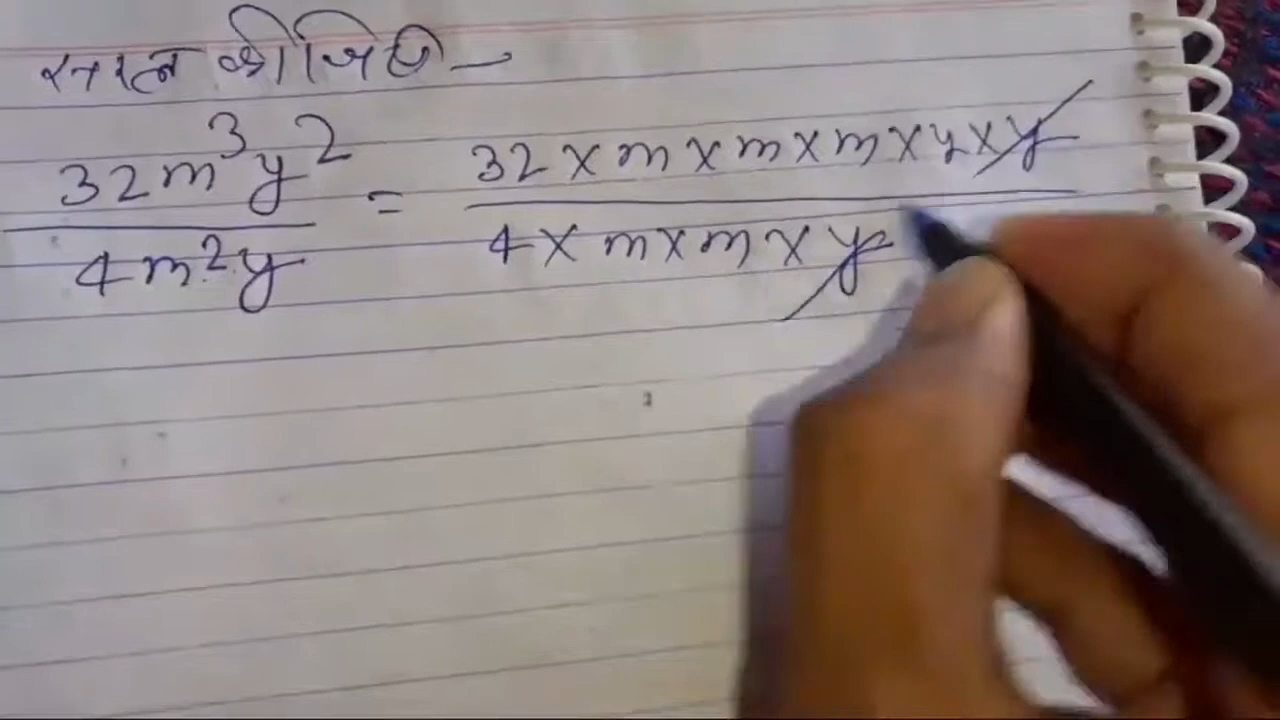 सरल कीजिए -
32m³y² / 4m²y = 32 x m x m x m x y x y / 4 x m x m x y